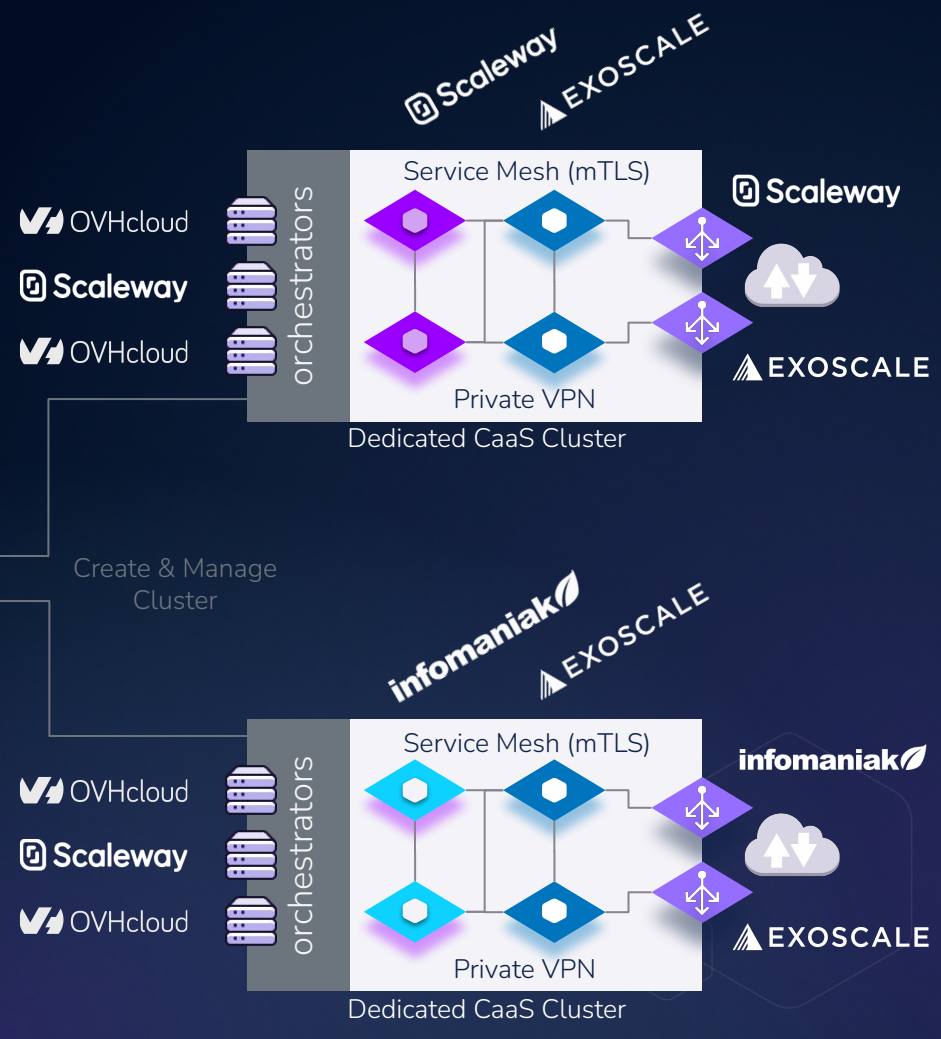 Scaleway
EXOSCALE
Service Mesh (mTLS)
OVHcloud
Scaleway
OVHcloud
orchestrators
Scaleway
EXOSCALE
Private VPN
Dedicated CaaS Cluster
Create & Manage
Cluster
infomaniak
EXOSCALE
Service Mesh (mTLS)
OVHcloud
Scaleway
OVHcloud
orchestrators
infomaniak
EXOSCALE
Private VPN
Dedicated CaaS Cluster